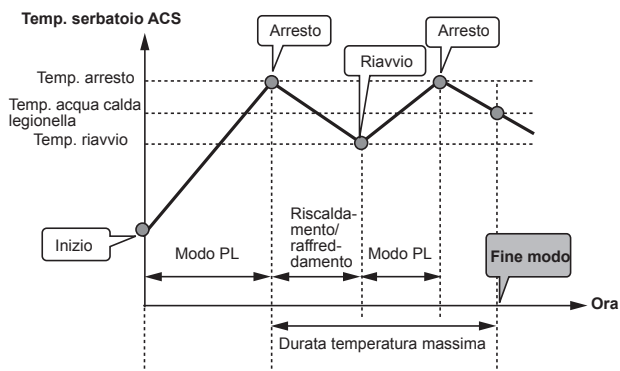 Temp. serbatoio ACS
Arresto
Arresto
Riavvio
Temp. arresto
Temp. acqua calda
legionella
Temp. riavvio
Inizio
Modo PL
Riscalda-
mento/
raffred-
damento
Modo PL
Fine modo
Ora
Durata temperatura massima